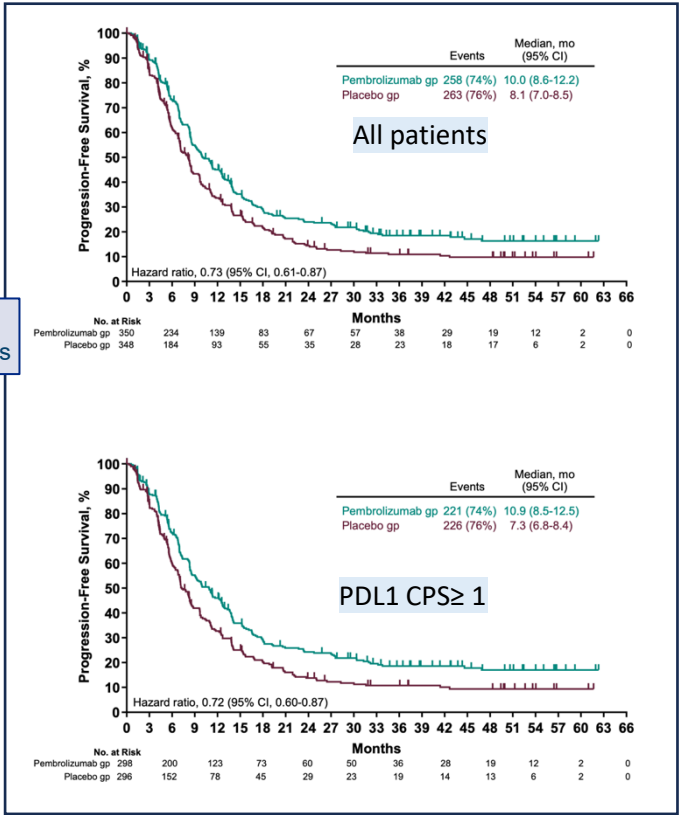 100
90
80
70
60
50
40
30
20
10
0
Progression-Free Survival, %
Events Median, mo (95% CI)
Pembrolizumab gp 258 (74%) 10.0 (8.6-12.2)
Placebo gp 263 (76%) 8.1 (7.0-8.5)
All patients
Hazard ratio, 0.73 (95% CI, 0.61-0.87)
0 3 6 9 12 15 18 21 24 27 30 33 36 39 42 45 48 51 54 57 60 63 66
Months
No. at Risk
Pembrolizumab gp 350 234 139 83 67 57 38 29 19 12 2 0
Placebo gp 348 184 93 55 35 28 23 18 17 6 2 0
s
100
90
80
70
60
50
40
30
20
10
0
Progression-Free Survival, %
Events Median, mo (95% CI)
Pembrolizumab gp 221 (74%) 10.9 (8.5-12.5)
Placebo gp 226 (76%) 7.3 (6.8-8.4)
PDL1 CPS≥ 1
Hazard ratio, 0.72 (95% CI, 0.60-0.87)
0 3 6 9 12 15 18 21 24 27 30 33 36 39 42 45 48 51 54 57 60 63 66
Months
No. at Risk
Pembrolizumab gp 298 200 123 73 60 50 36 28 19 12 2 0
Placebo gp 296 152 78 45 29 23 19 14 13 6 2 0